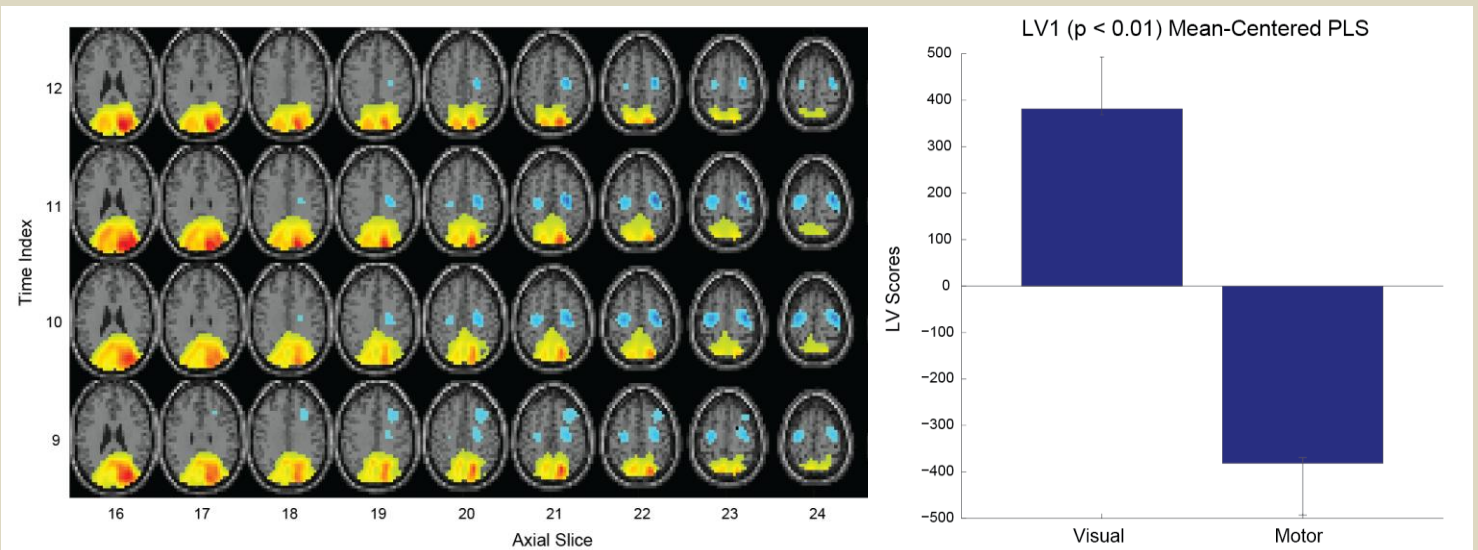 Time Index
12
11
10
9
16 17 18 19 20 21 22 23 24
Axial Slice
LV1 (p < 0.01) Mean-Centered PLS
LV Scores
500
400
300
200
100
0
−100
−200
−300
−400
−500
Visual Motor